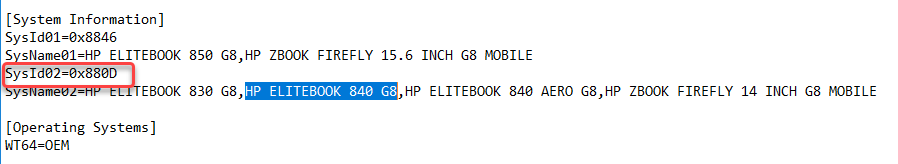 [System Information]
SysId01=0x8846
SysName01=HP ELITEBOOK 850 G8,HP ZBOOK FIREFLY 15.6 INCH G8 MOBILE
SysId02=0x880D
SysName02=HP ELITEBOOK 830 G8,HP ELITEBOOK 840 G8,HP ELITEBOOK 840 AERO G8,HP ZBOOK FIREFLY 14 INCH G8 MOBILE
[Operating Systems]
WT64=OEM